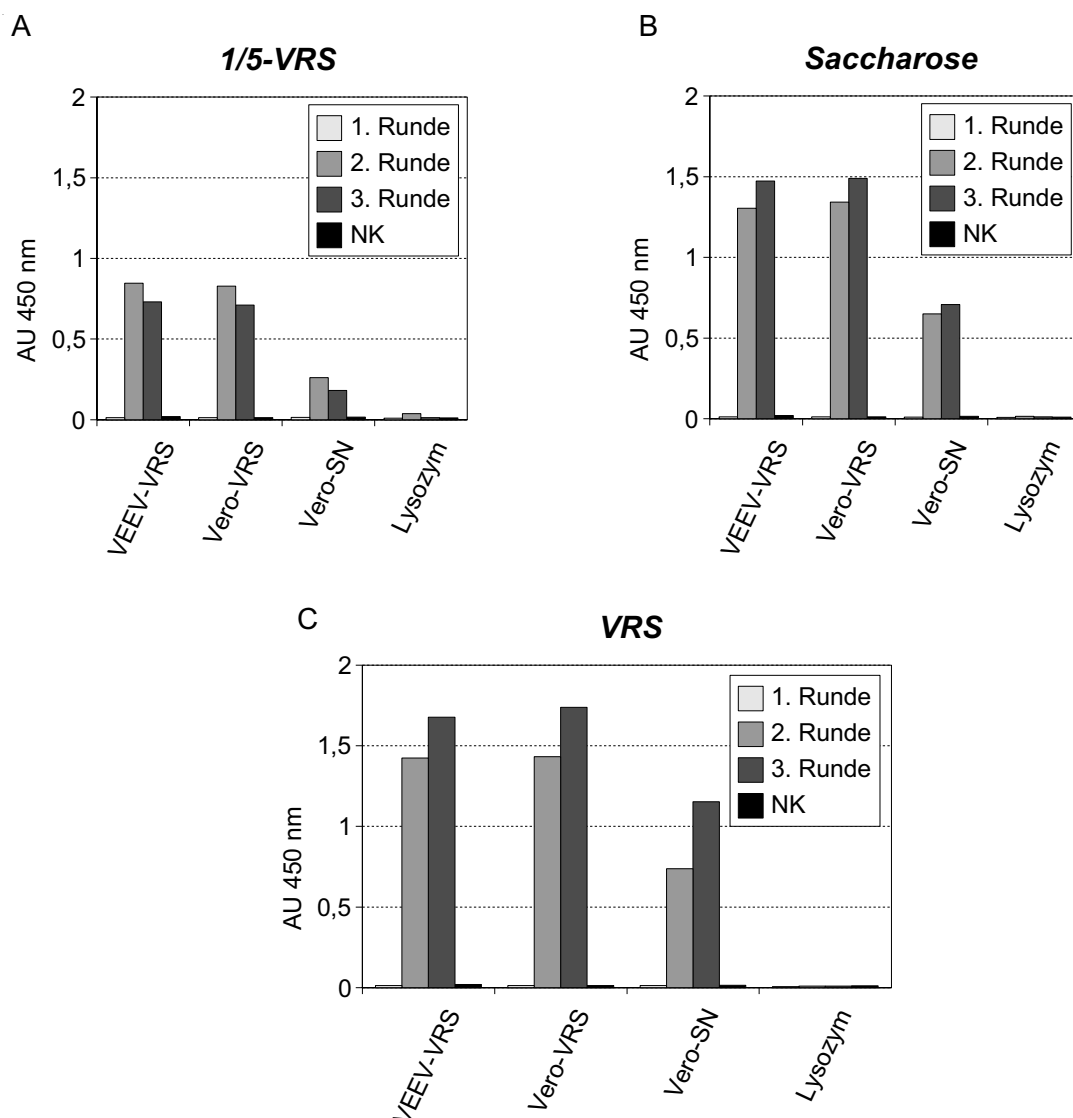 A
1/5-VRS
AU 450 nm
2
1,5
1
0,5
0
1. Runde
2. Runde
3. Runde
NK
VEEV-VRS
Vero-VRS
Vero-SN
Lysozym
B
Saccharose
AU 450 nm
2
1,5
1
0,5
0
1. Runde
2. Runde
3. Runde
NK
VEEV-VRS
Vero-VRS
Vero-SN
Lysozym
C
VRS
AU 450 nm
2
1,5
1
0,5
0
1. Runde
2. Runde
3. Runde
NK
VEEV-VRS
Vero-VRS
Vero-SN
Lysozym